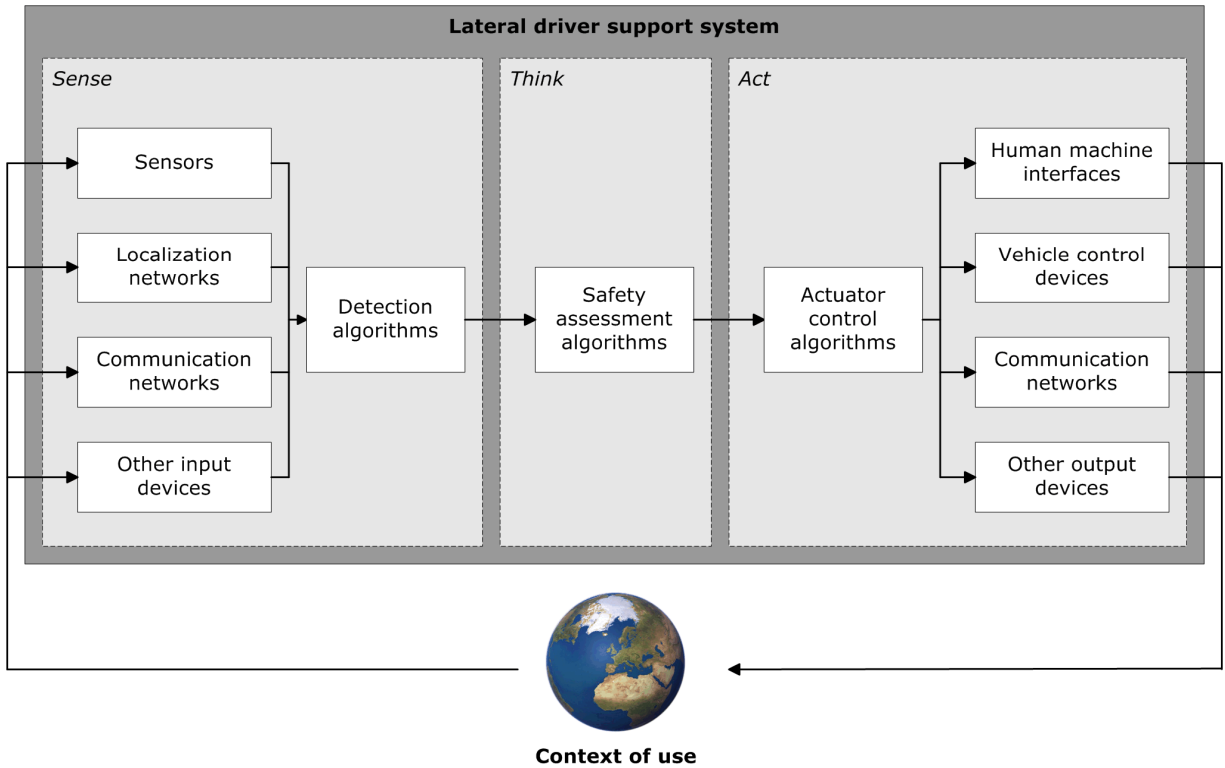 Lateral driver support system
Sense
Think
Act
Sensors
Localization
networks
Communication
networks
Other input
devices
Detection
algorithms
Safety
assessment
algorithms
Actuator
control
algorithms
Human machine
interfaces
Vehicle control
devices
Communication
networks
Other output
devices
Context of use